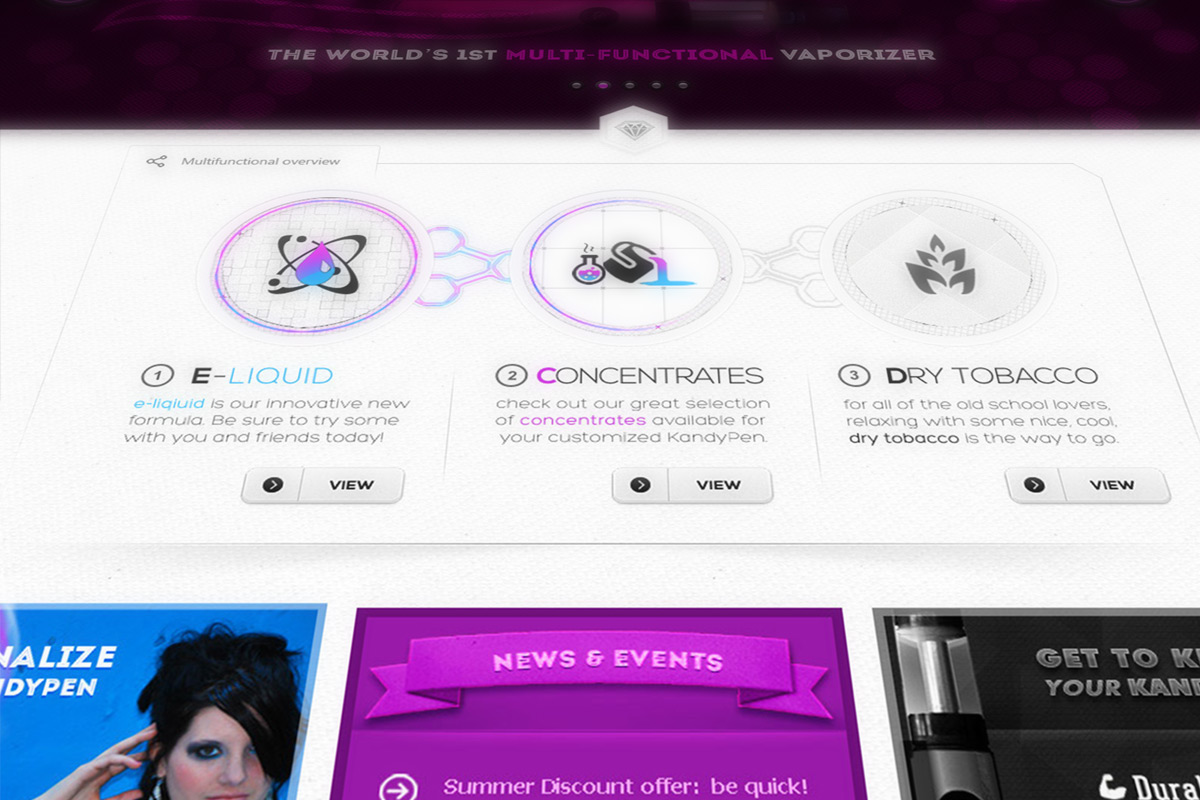 THE WORLD'S 1ST MULTI-FUNCTIONAL VAPORIZER
Multifunctional overview
1 E-LIQUID
e-liqiuid is our innovative new
formula. Be sure to try some
with you and friends today!
VIEW
2 CONCENTRATES
check out our great selection
of concentrates available for
your customized KandyPen.
VIEW
3 DRY TOBACCO
for all of the old school lovers,
relaxing with some nice, cool,
dry tobacco is the way to go.
VIEW
NALIZE
NDYPEN
NEWS & EVENTS
Summer Discount offer: be quick!
GET TO K
YOUR KAN
Dura